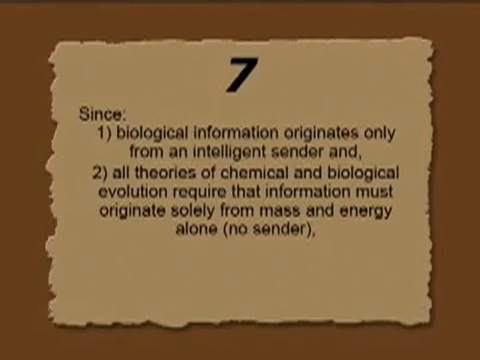 7
Since:
1) biological information originates only
from an intelligent sender and,
2) all theories of chemical and biological
evolution require that information must
originate solely from mass and energy
alone (no sender),